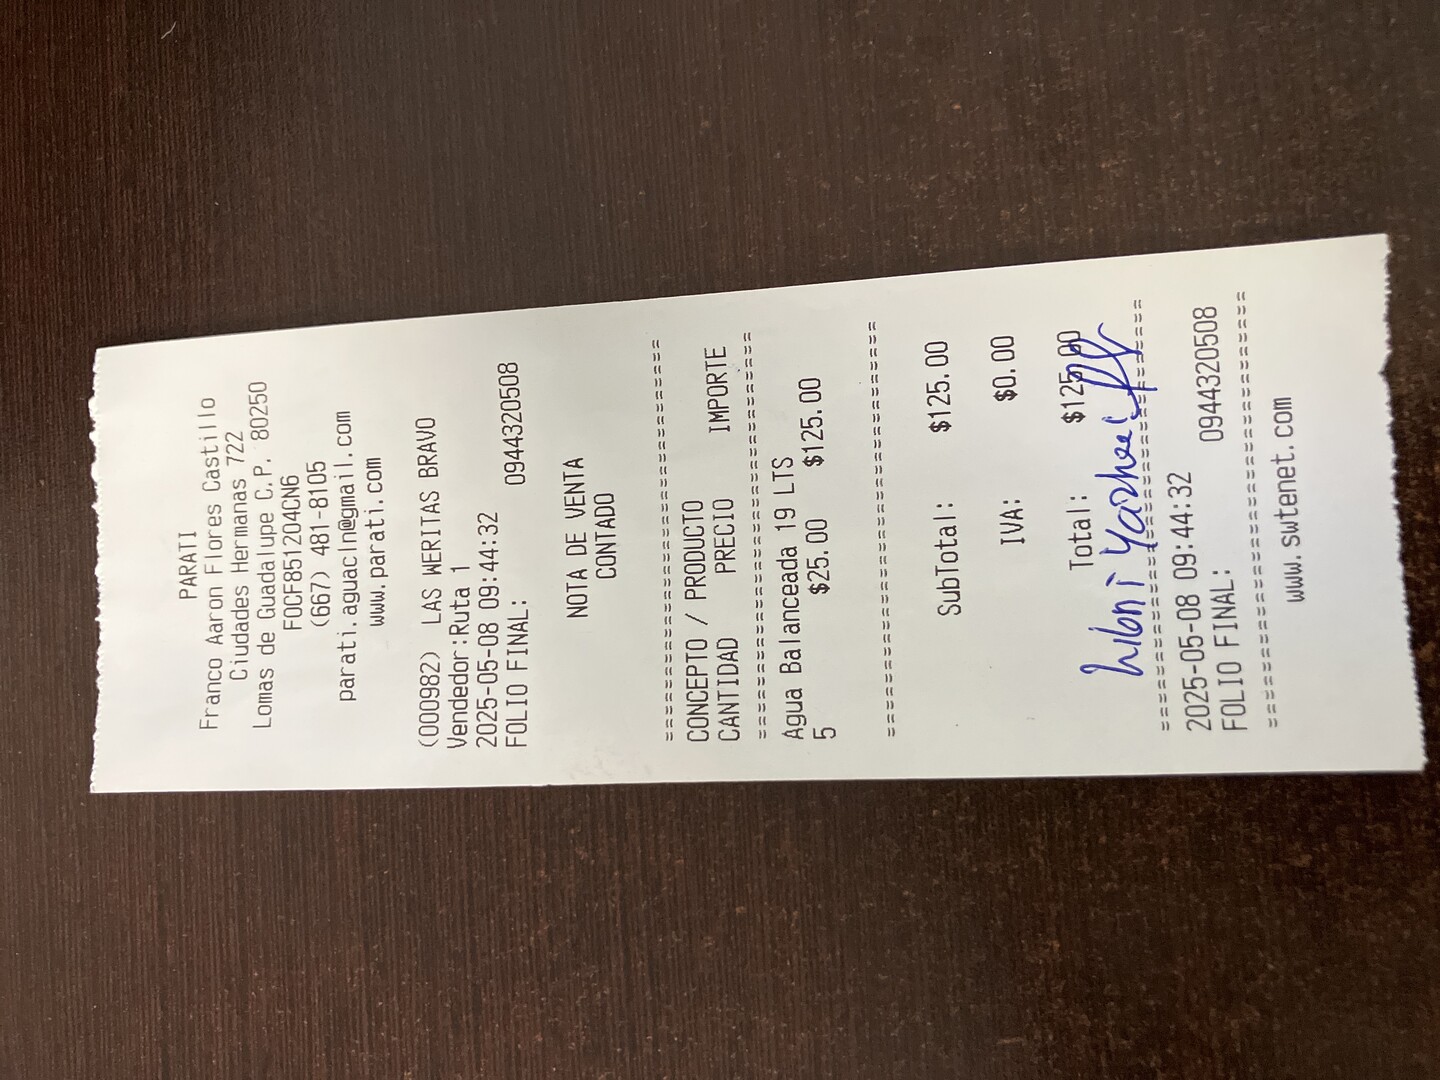 PARATI
Franco Aaron Flores Castillo
Ciudades Hermanas 722
Lomas de Guadalupe C.P. 80250
FOCF851204CN6
(667) 481-8105
parati.aguacln@gmail.com
www.parati.com
(000982) LAS WERITAS BRAVO
Vendedor:Ruta 1
2025-05-08 09:44:32
FOLIO FINAL: 0944320508
NOTA DE VENTA
CONTADO
==============================
CONCEPTO / PRODUCTO
CANTIDAD PRECIO IMPORTE
==============================
Agua Balanceada 19 LTS
5 $25.00 $125.00
==============================
SubTotal: $125.00
IVA: $0.00
Total: $125.00
==============================
2025-05-08 09:44:32
FOLIO FINAL: 0944320508
==============================
www.swtenet.com